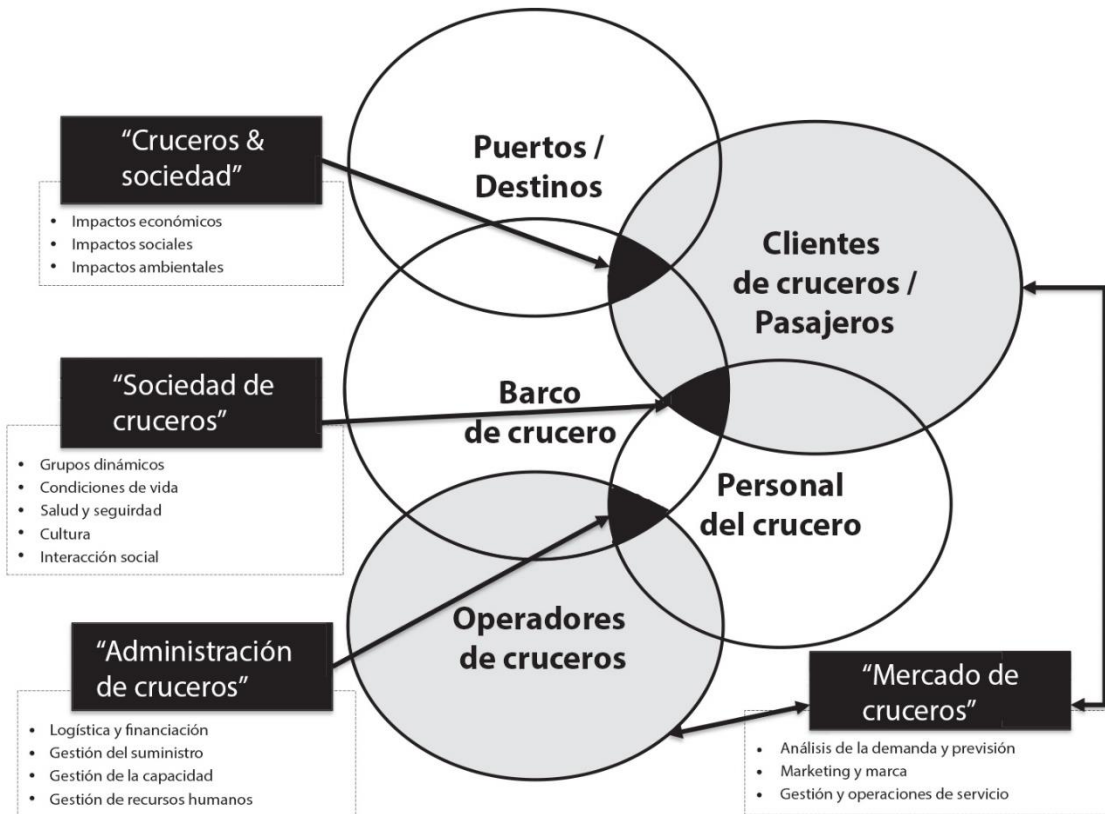 “Cruceros &
sociedad”
• Impactos económicos
• Impactos sociales
• Impactos ambientales
Puertos /
Destinos
Clientes
de cruceros /
Pasajeros
“Sociedad de
cruceros”
• Grupos dinámicos
• Condiciones de vida
• Salud y seguirdad
• Cultura
• Interacción social
Barco
de crucero
Personal
del crucero
Operadores
de cruceros
“Administración
de cruceros”
• Logística y financiación
• Gestión del suministro
• Gestión de la capacidad
• Gestión de recursos humanos
“Mercado de
cruceros”
• Análisis de la demanda y previsión
• Marketing y marca
• Gestión y operaciones de servicio